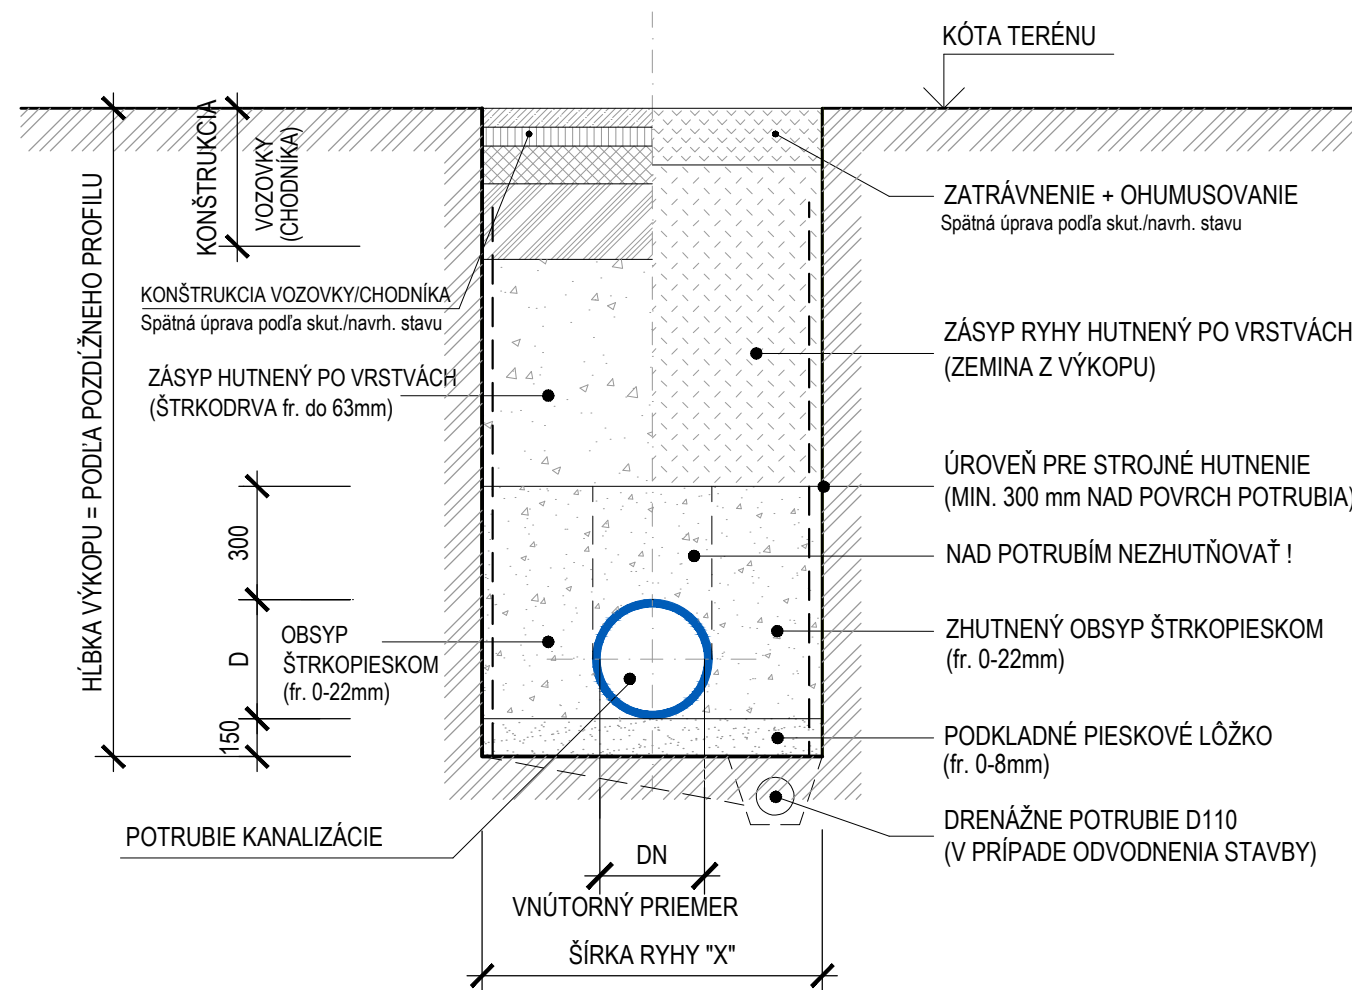 KÓTA TERÉNU
HĹBKA VÝKOPU = PODĽA POZDĹŽNEHO PROFILU
KONŠTRUKCIA
VOZOVKY
(CHODNÍKA)
ZATRÁVNENIE + OHUMUSOVANIE
Spätná úprava podľa skut./navrh. stavu
KONŠTRUKCIA VOZOVKY/CHODNÍKA
Spätná úprava podľa skut./navrh. stavu
ZÁSYP RYHY HUTNENÝ PO VRSTVÁCH
(ZEMINA Z VÝKOPU)
ZÁSYP HUTNENÝ PO VRSTVÁCH
(ŠTRKODRVA fr. do 63mm)
ÚROVEŇ PRE STROJNÉ HUTNENIE
(MIN. 300 mm NAD POVRCH POTRUBIA)
300
NAD POTRUBÍM NEZHUTŇOVAŤ !
D
OBSYP
ŠTRKOPIESKOM
(fr. 0-22mm)
ZHUTNENÝ OBSYP ŠTRKOPIESKOM
(fr. 0-22mm)
150
PODKLADNÉ PIESKOVÉ LÔŽKO
(fr. 0-8mm)
POTRUBIE KANALIZÁCIE
DRENÁŽNE POTRUBIE D110
(V PRÍPADE ODVODNENIA STAVBY)
DN
VNÚTORNÝ PRIEMER
ŠÍRKA RYHY "X"